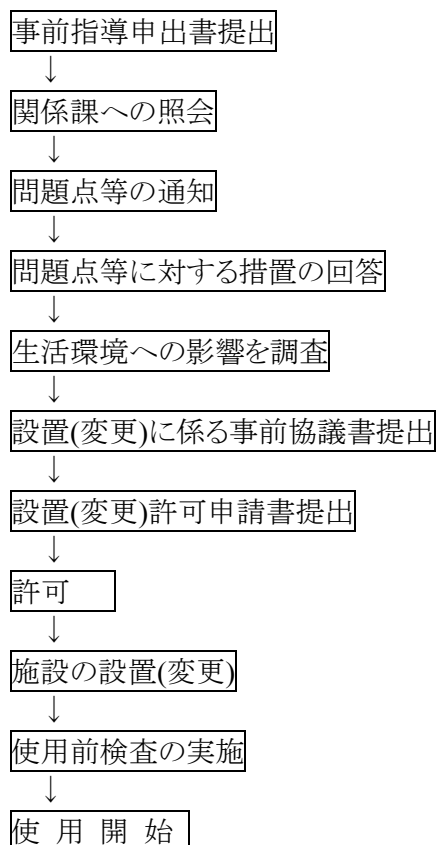 事前指導申出書提出
↓
関係課への照会
↓
問題点等の通知
↓
問題点等に対する措置の回答
↓
生活環境への影響を調査
↓
設置(変更)に係る事前協議書提出
↓
設置(変更)許可申請書提出
↓
許可
↓
施設の設置(変更)
↓
使用前検査の実施
↓
使 用 開 始